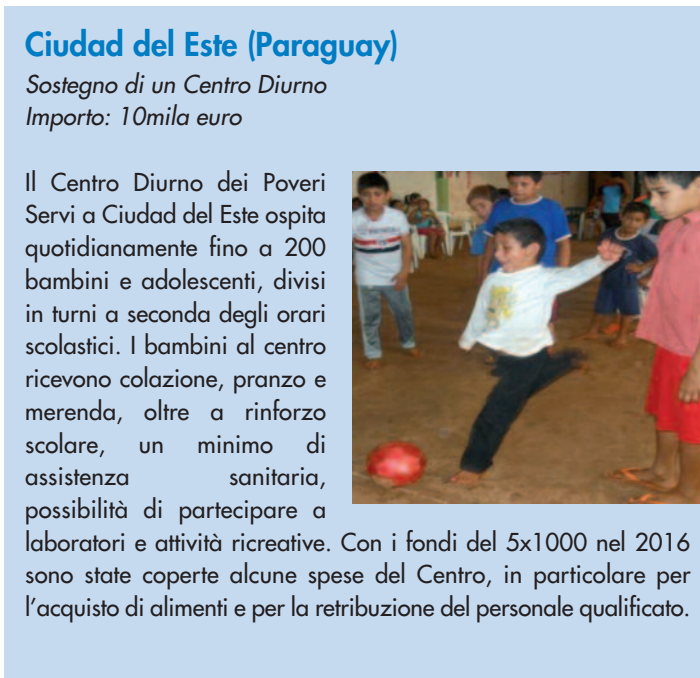 Ciudad del Este (Paraguay)
Sostegno di un Centro Diurno
Importo: 10mila euro
Il Centro Diurno dei Poveri
Servi a Ciudad del Este ospita
quotidianamente fino a 200
bambini e adolescenti, divisi
in turni a seconda degli orari
scolastici. I bambini al centro
ricevono colazione, pranzo e
merenda, oltre a rinforzo
scolare, un minimo di
assistenza sanitaria,
possibilità di partecipare a
laboratori e attività ricreative. Con i fondi del 5x1000 nel 2016
sono state coperte alcune spese del Centro, in particolare per
l'acquisto di alimenti e per la retribuzione del personale qualificato.